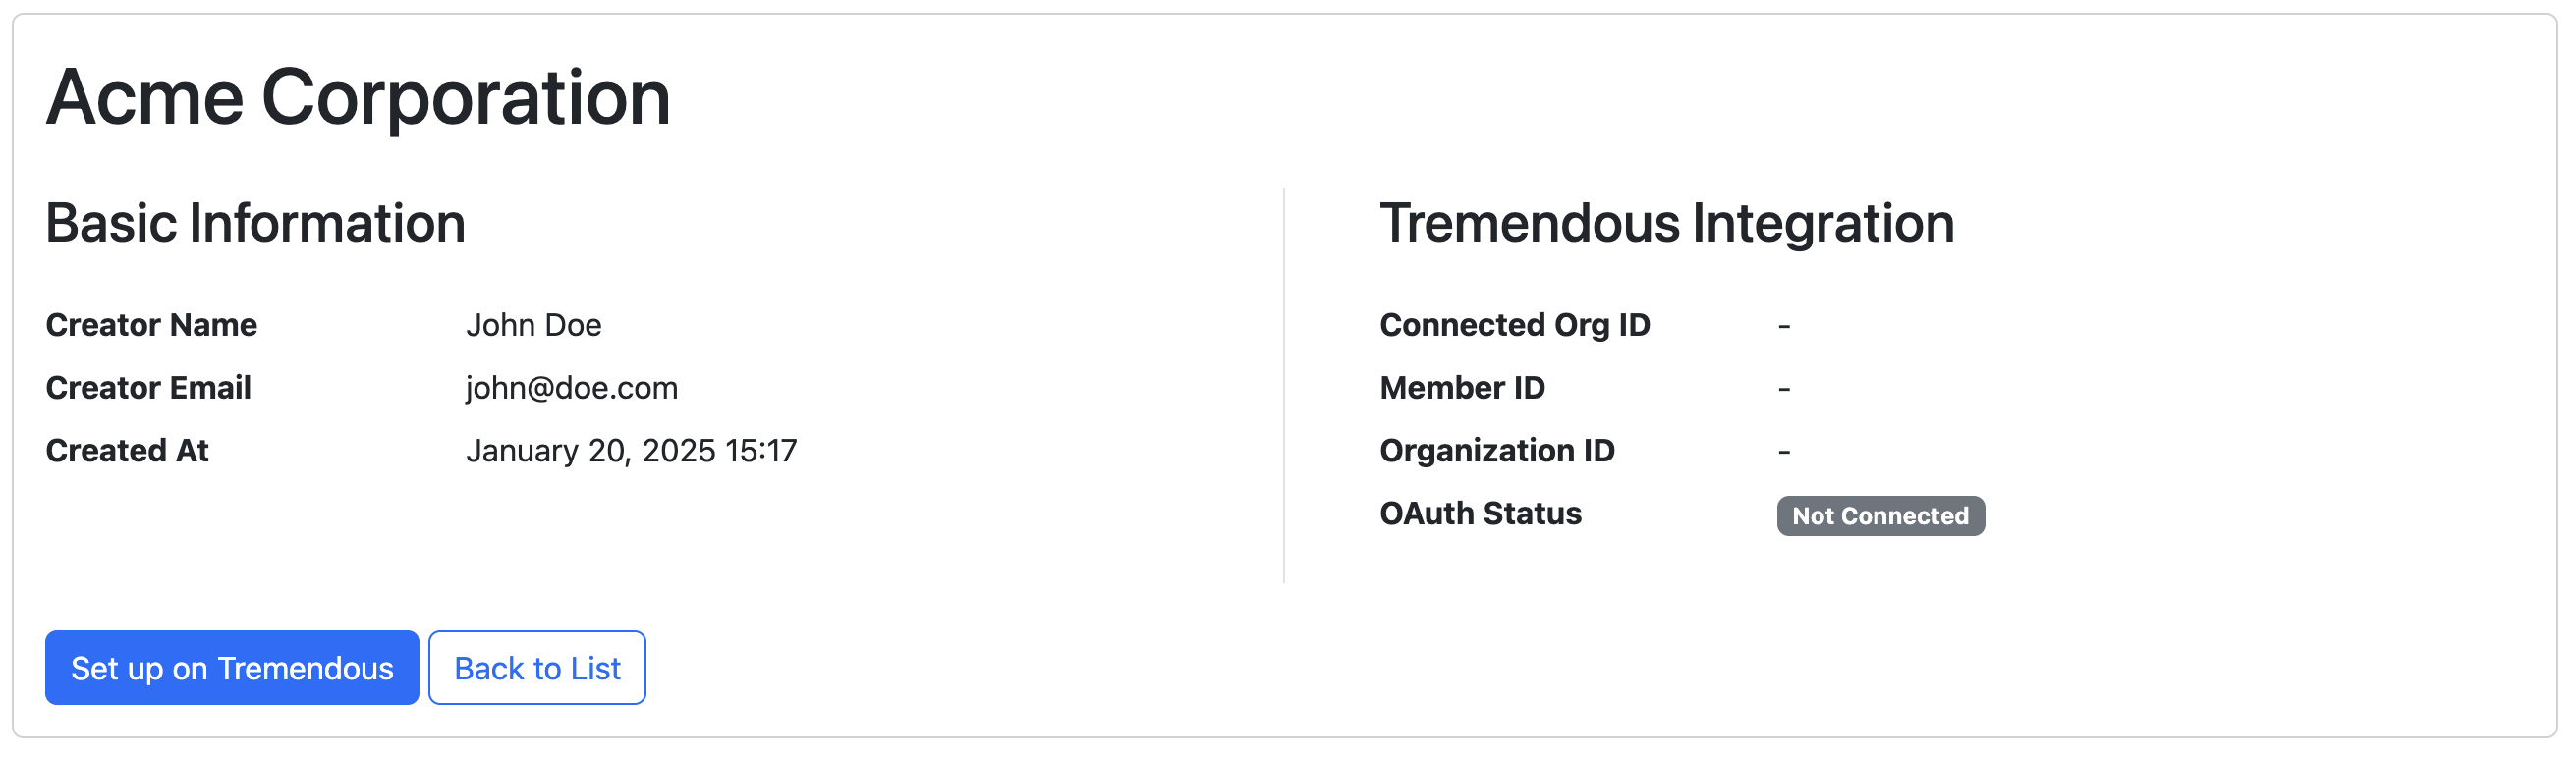 Acme Corporation
Basic Information
Creator Name John Doe
Creator Email john@doe.com
Created At January 20, 2025 15:17
Tremendous Integration
Connected Org ID -
Member ID -
Organization ID -
OAuth Status Not Connected
Set up on Tremendous Back to List